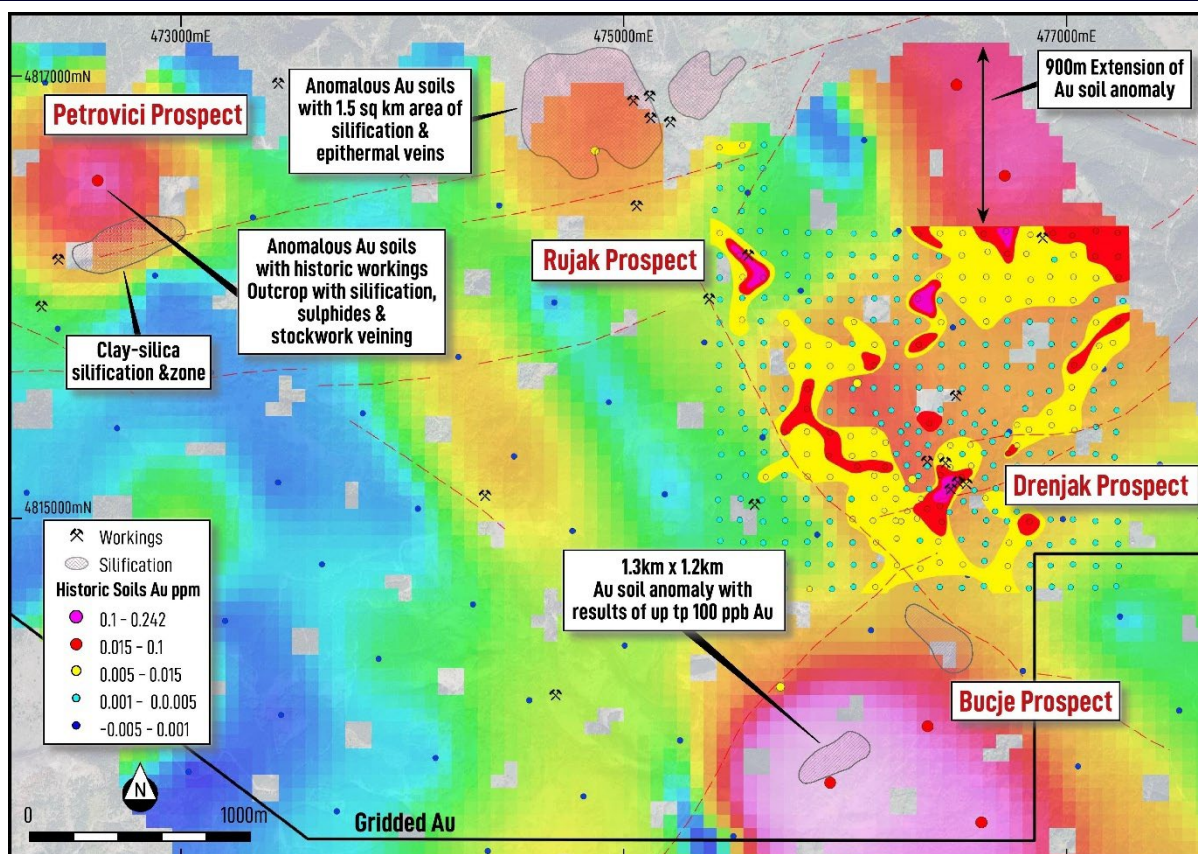 473000mE
475000mE
477000mE
4817000mN
4815000mN
Petrovici Prospect
Anomalous Au soils
with 1.5 sq km area of
silification &
epithermal veins
900m Extension of
Au soil anomaly
Anomalous Au soils
with historic workings
Outcrop with silification,
sulphides &
stockwork veining
Rujak Prospect
Clay-silica
silification &zone
Drenjak Prospect
1.3km x 1.2km
Au soil anomaly with
results of up tp 100 ppb Au
Bucje Prospect
Workings
Silification
Historic Soils Au ppm
0.1 - 0.242
0.015 - 0.1
0.005 - 0.015
0.001 - 0.0.005
-0.005 - 0.001
N
0 1000m
Gridded Au